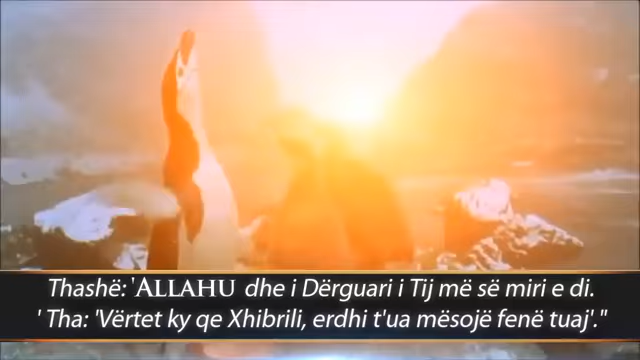 Thashë: 'ALLAHU dhe i Dërguari i Tij më së miri e di.
' Tha: 'Vërtet ky qe Xhibrili, erdhi t'ua mësojë fenë tuaj'."